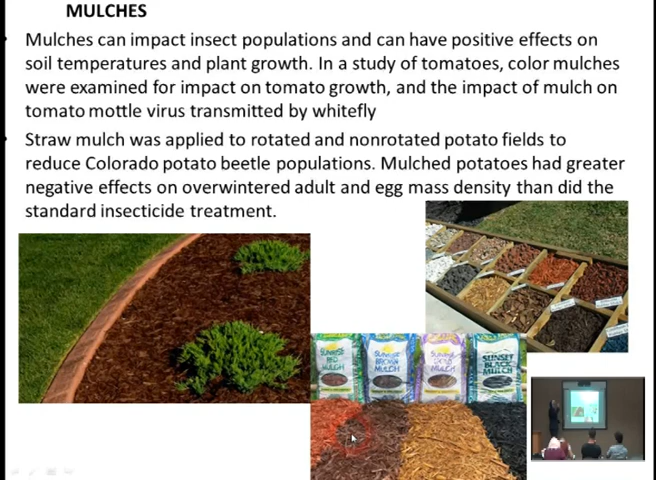 MULCHES
Mulches can impact insect populations and can have positive effects on
soil temperatures and plant growth. In a study of tomatoes, color mulches
were examined for impact on tomato growth, and the impact of mulch on
tomato mottle virus transmitted by whitefly
Straw mulch was applied to rotated and nonrotated potato fields to
reduce Colorado potato beetle populations. Mulched potatoes had greater
negative effects on overwintered adult and egg mass density than did the
standard insecticide treatment.
SUNRISE
RED
MULCH
SUNRISE
BROWN
MULCH
MULCH
SUNSET
BLACK
MULCH